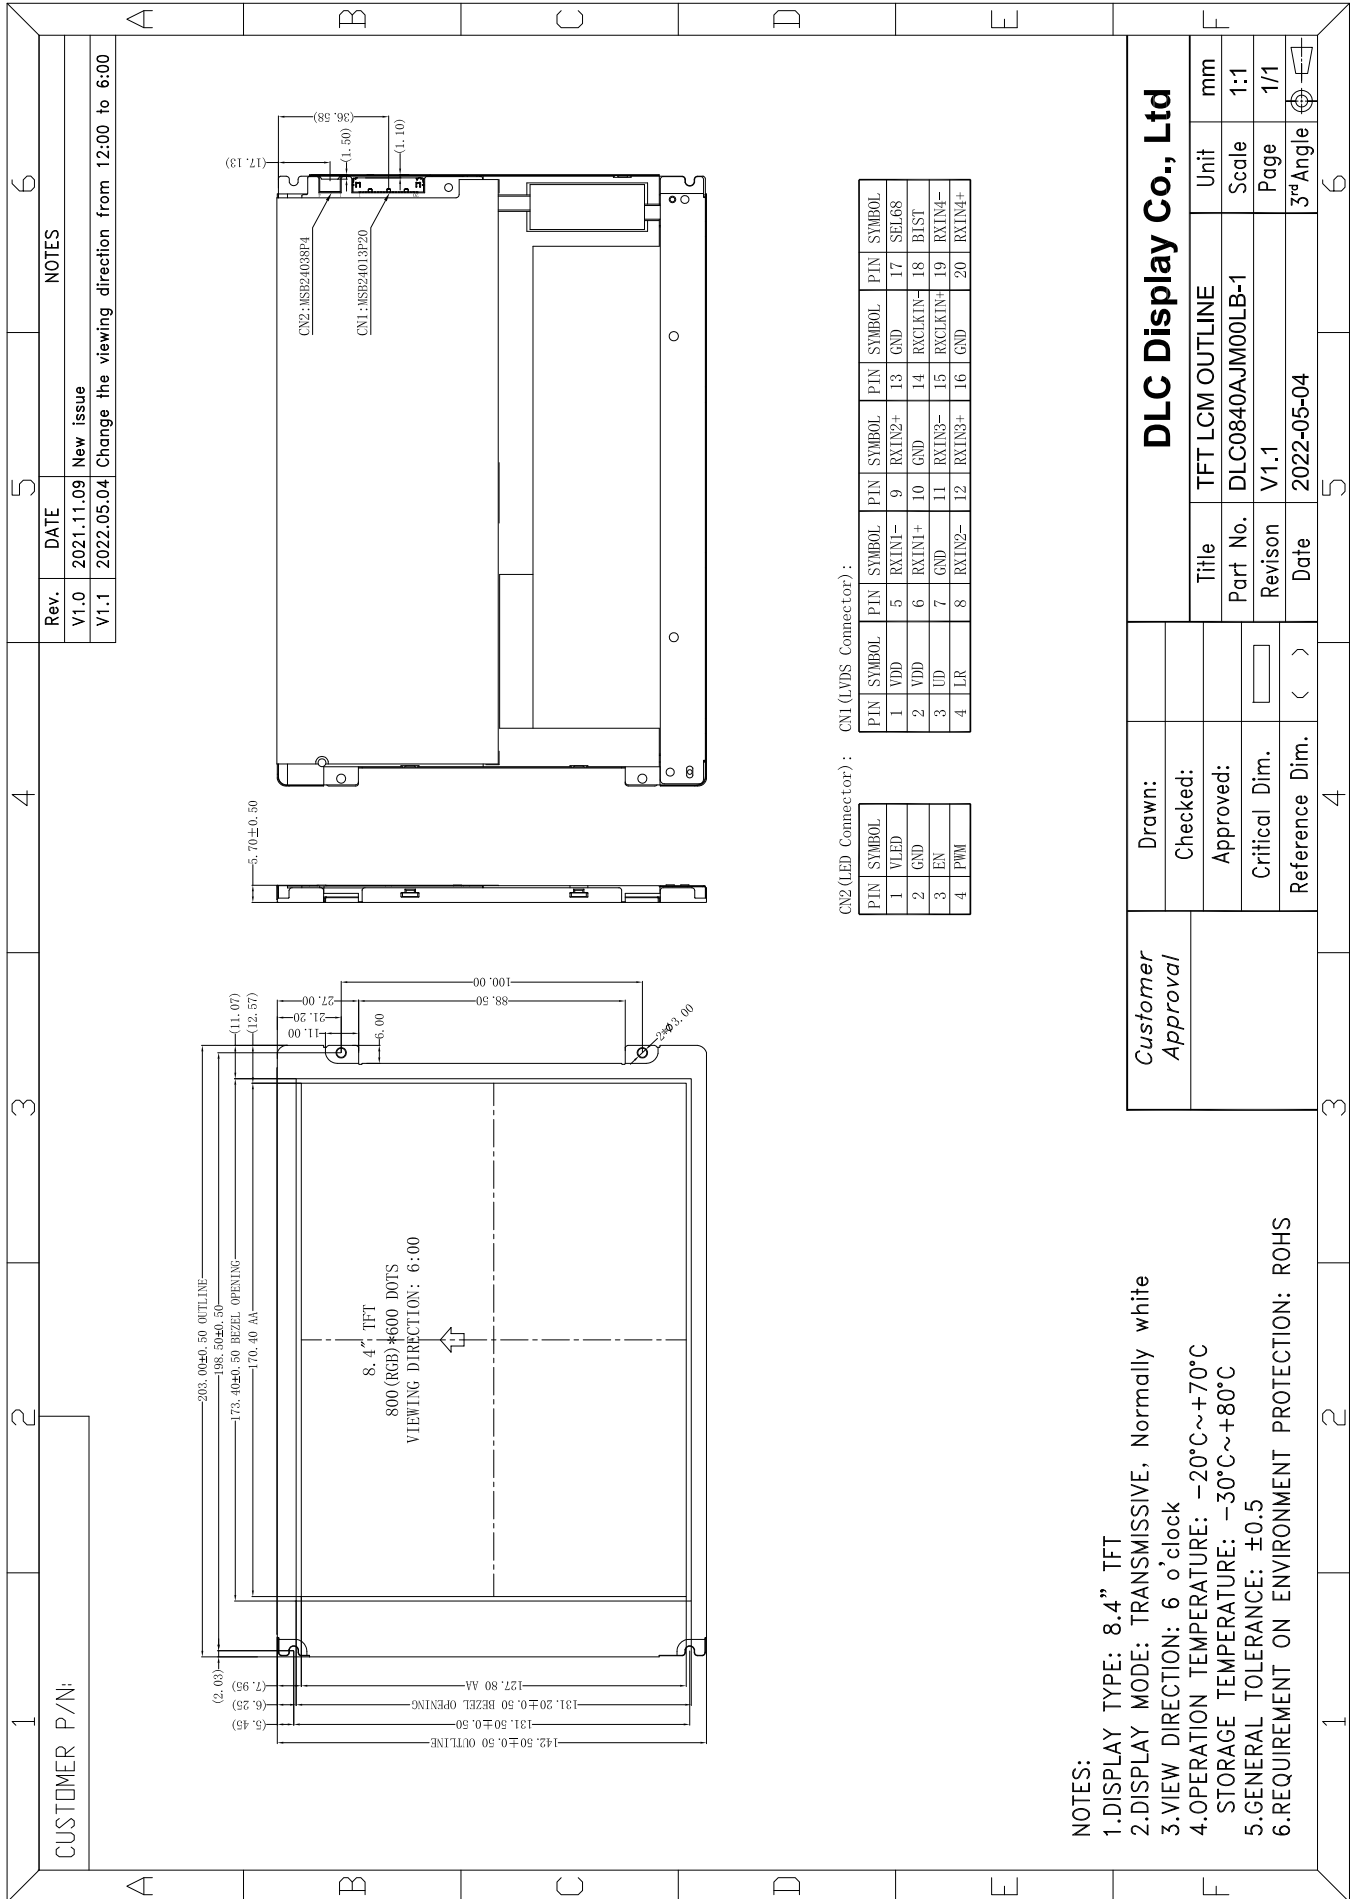 1 2 3 4 5 6
A
B
C
D
E
F
CUSTOMER P/N:
Rev. DATE NOTES
V1.0 2021.11.09 New issue
V1.1 2022.05.04 Change the viewing direction from 12:00 to 6:00
203.00±0.50 OUTLINE
198.50±0.50
173.40±0.50 BEZEL OPENING
170.40 AA
(2.03)
(11.07)
(12.57)
(7.95)
(6.25)
(5.45)
127.80 AA
131.20±0.50 BEZEL OPENING
131.50±0.50
142.50±0.50 OUTLINE
8.4" TFT
800(RGB)*600 DOTS
VIEWING DIRECTION: 6:00
11.00
21.20
27.00
6.00
88.50
100.00
2*φ3.00
5.70±0.50
(17.13)
(36.58)
(1.50)
(1.10)
CN2:MSB24038P4
CN1:MSB24013P20
CN2(LED Connector):
PIN SYMBOL
1 VLED
2 GND
3 EN
4 PWM
CN1(LVDS Connector):
PIN SYMBOL PIN SYMBOL PIN SYMBOL PIN SYMBOL PIN SYMBOL
1 VDD 5 RXIN1- 9 RXIN2+ 13 GND 17 SEL68
2 VDD 6 RXIN1+ 10 GND 14 RXCLKIN- 18 BIST
3 UD 7 GND 11 RXIN3- 15 RXCLKIN+ 19 RXIN4-
4 LR 8 RXIN2- 12 RXIN3+ 16 GND 20 RXIN4+
NOTES:
1.DISPLAY TYPE: 8.4" TFT
2.DISPLAY MODE: TRANSMISSIVE, Normally white
3.VIEW DIRECTION: 6 o'clock
4.OPERATION TEMPERATURE: -20°C~+70°C
STORAGE TEMPERATURE: -30°C~+80°C
5.GENERAL TOLERANCE: ±0.5
6.REQUIREMENT ON ENVIRONMENT PROTECTION: ROHS
Customer
Approval
Drawn:
Checked:
Approved:
Critical Dim.
Reference Dim. ( )
DLC Display Co., Ltd
Title TFT LCM OUTLINE Unit mm
Part No. DLC0840AJM00LB-1 Scale 1:1
Revison V1.1 Page 1/1
Date 2022-05-04 3rd Angle
1 2 3 4 5 6
A
B
C
D
E
F